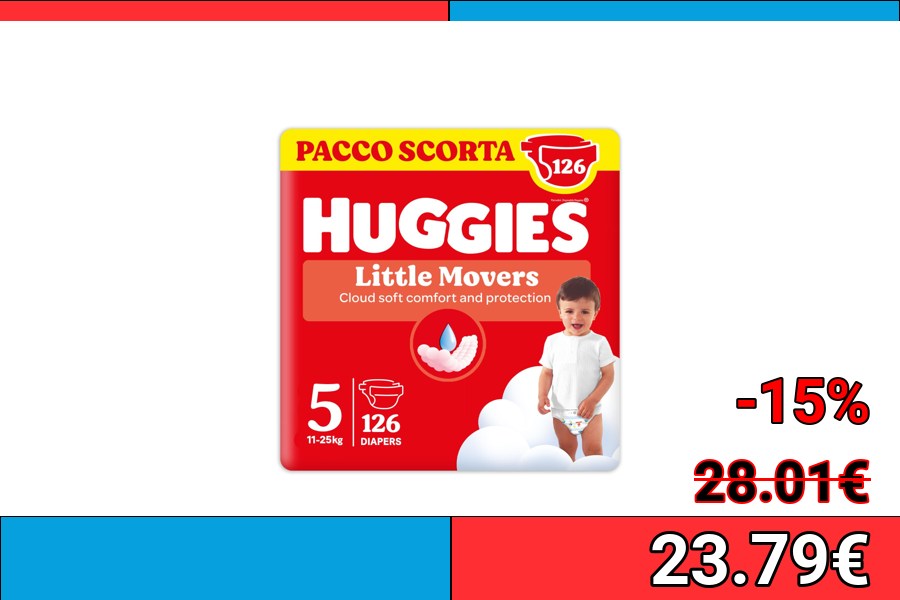 PACCO SCORTA
126
HUGGIES
Little Movers
Cloud soft comfort and protection
5
11-25kg
126
DIAPERS
-15%
28.01€
23.79€